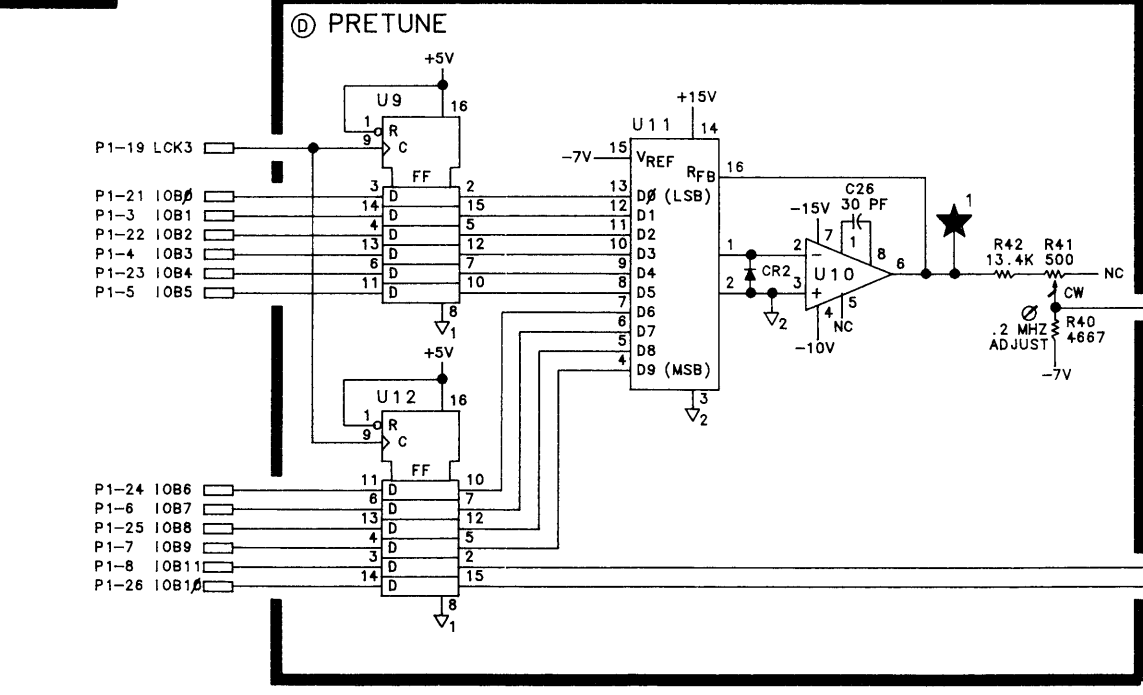 Ⓓ PRETUNE
+5V
U9
16
1
R
P1-19 LCK3
9
C
FF
P1-21 IOBØ
3
D
2
P1-3 IOB1
14
D
15
P1-22 IOB2
4
D
5
P1-4 IOB3
13
D
12
P1-23 IOB4
6
D
7
P1-5 IOB5
11
D
10
8
1
+5V
U12
16
1
R
9
C
FF
P1-24 IOB6
11
D
10
P1-6 IOB7
6
D
7
P1-25 IOB8
13
D
12
P1-7 IOB9
4
D
5
P1-8 IOB11
3
D
2
P1-26 IOB1Ø
14
D
15
8
1
+15V
U11
14
-7V
15
VREF
RFB
16
13
DØ (LSB)
12
D1
11
D2
10
D3
1
9
D4
8
D5
2
7
D6
6
D7
5
D8
4
D9 (MSB)
3
2
CR2
2
C26
30 PF
-15V
7
1
8
2
-
U10
6
3
+
4
5
NC
-10V
1
R42
13.4K
R41
500
NC
CW
Ø
.2 MHZ
ADJUST
R40
4667
-7V